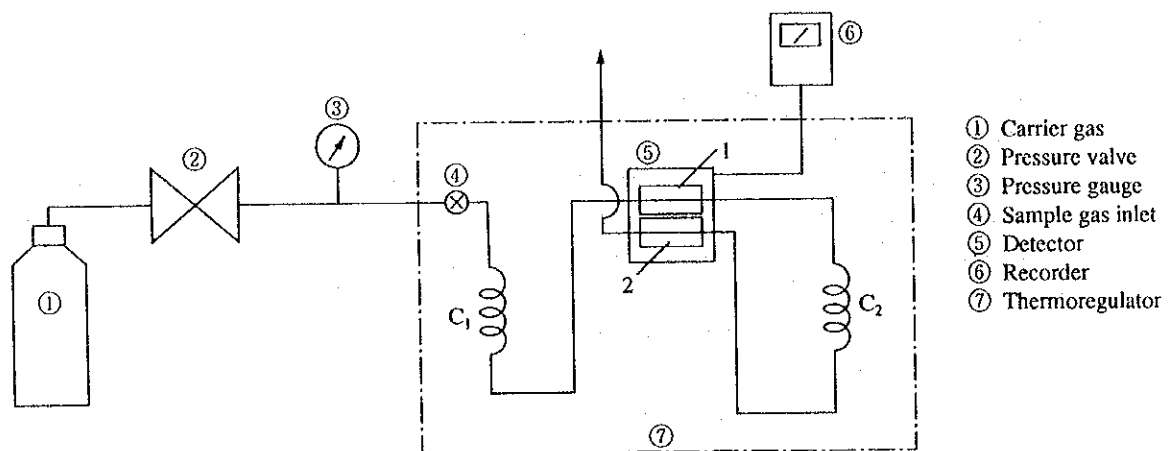 ⑥
③
② ⑤ 1
④
①
2
C₁ C₂
⑦
① Carrier gas
② Pressure valve
③ Pressure gauge
④ Sample gas inlet
⑤ Detector
⑥ Recorder
⑦ Thermoregulator